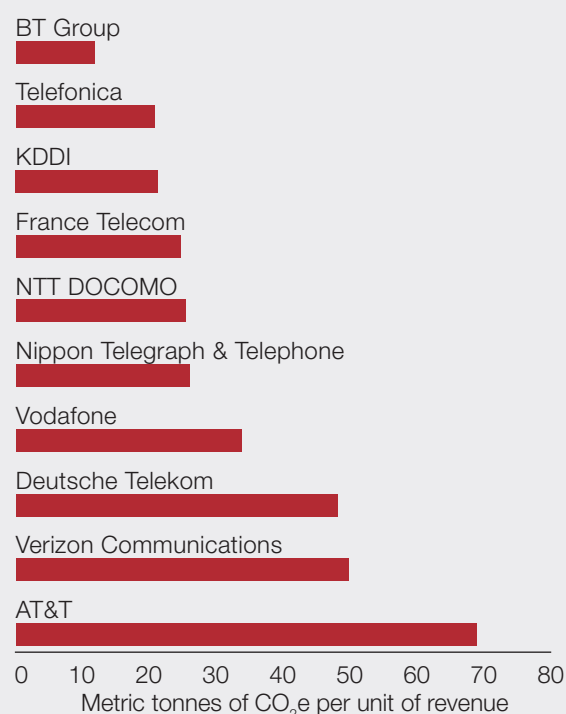 BT Group
Telefonica
KDDI
France Telecom
NTT DOCOMO
Nippon Telegraph & Telephone
Vodafone
Deutsche Telekom
Verizon Communications
AT&T
0 10 20 30 40 50 60 70 80
Metric tonnes of CO₂e per unit of revenue